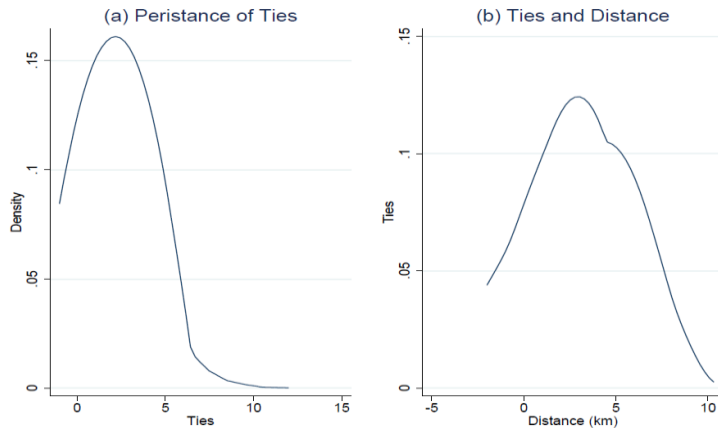 (a) Peristance of Ties
.15
.1
.05
0
Density
0 5 10 15
Ties
(b) Ties and Distance
.15
.1
.05
0
Ties
-5 0 5 10
Distance (km)